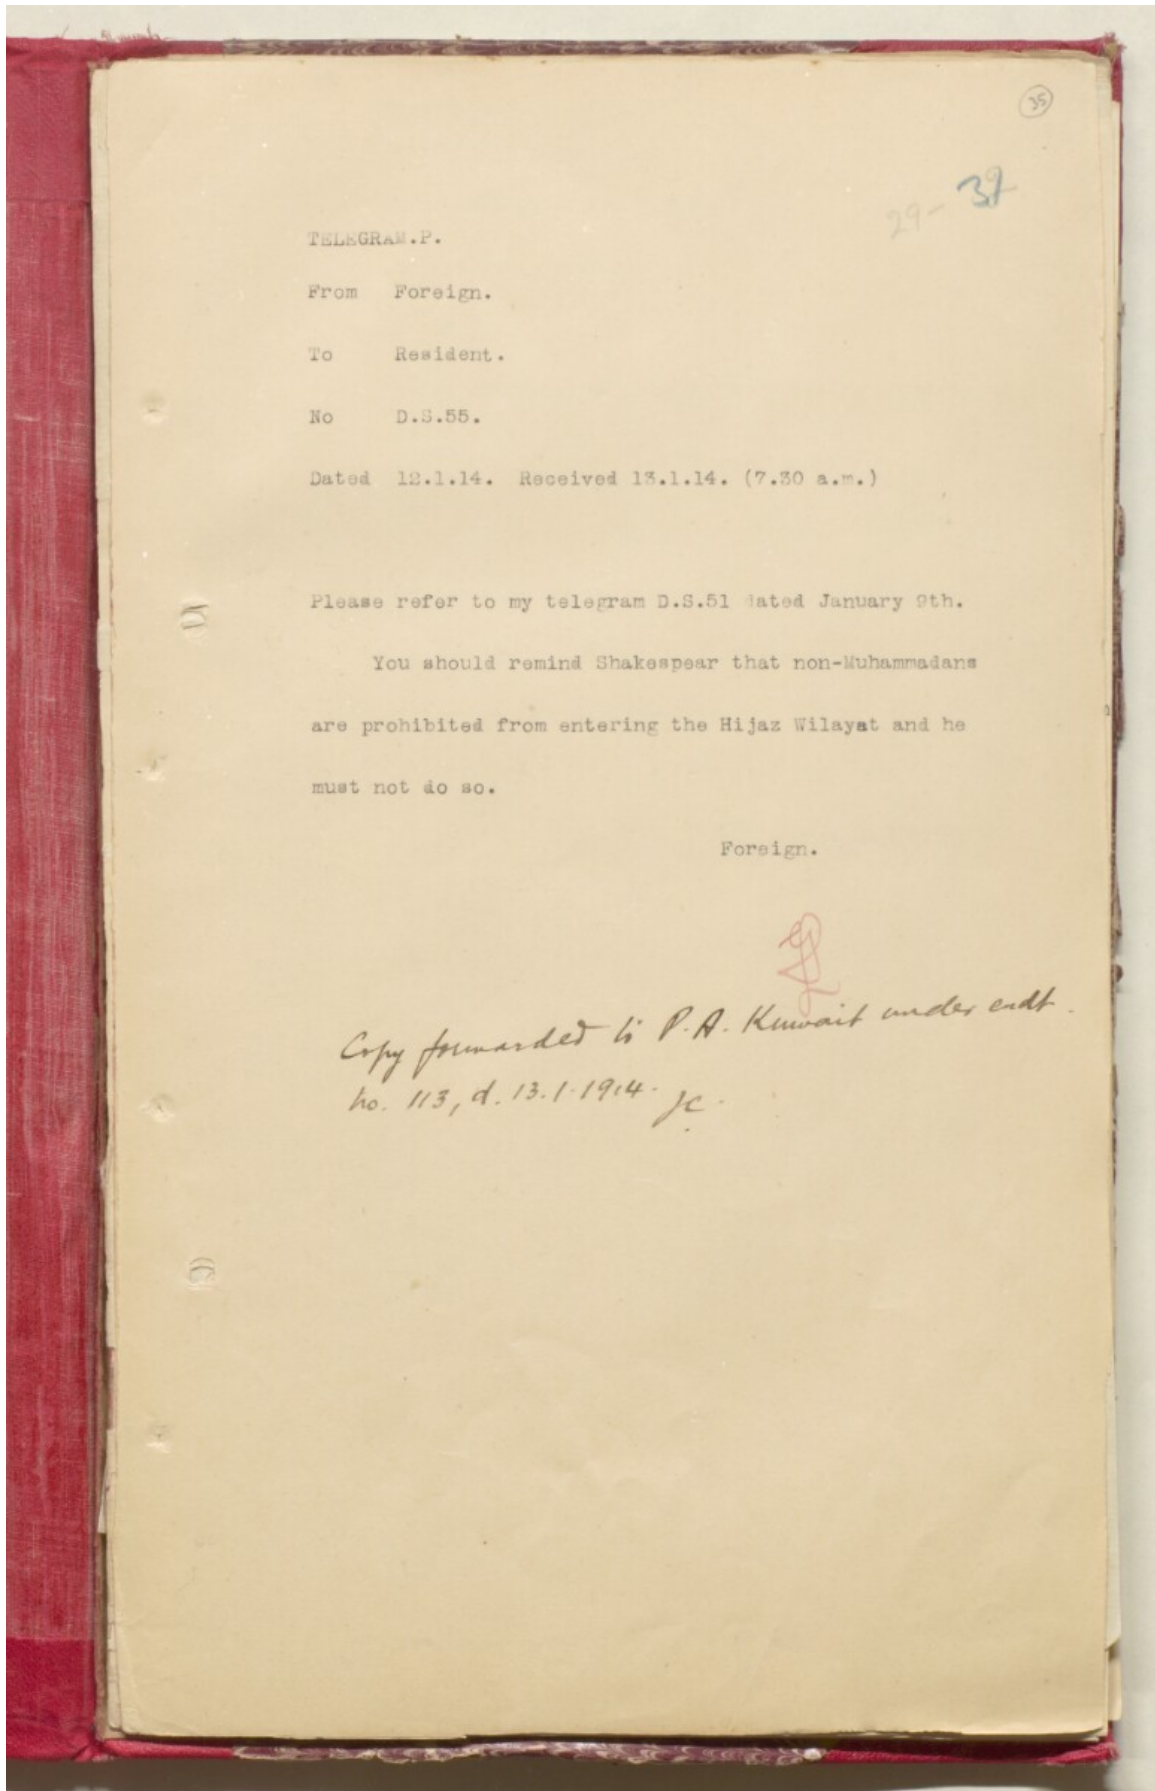 35
29- 32
TELEGRAM.P.
From Foreign.
To Resident.
No D.S.55.
Dated 12.1.14. Received 13.1.14. (7.30 a.m.)
Please refer to my telegram D.S.51 dated January 9th.
You should remind Shakespear that non-Muhammadans
are prohibited from entering the Hijaz Wilayat and he
must not do so.
Foreign.
Copy forwarded to P.A. Kuwait under endt.
no. 113, d. 13.1.1914.